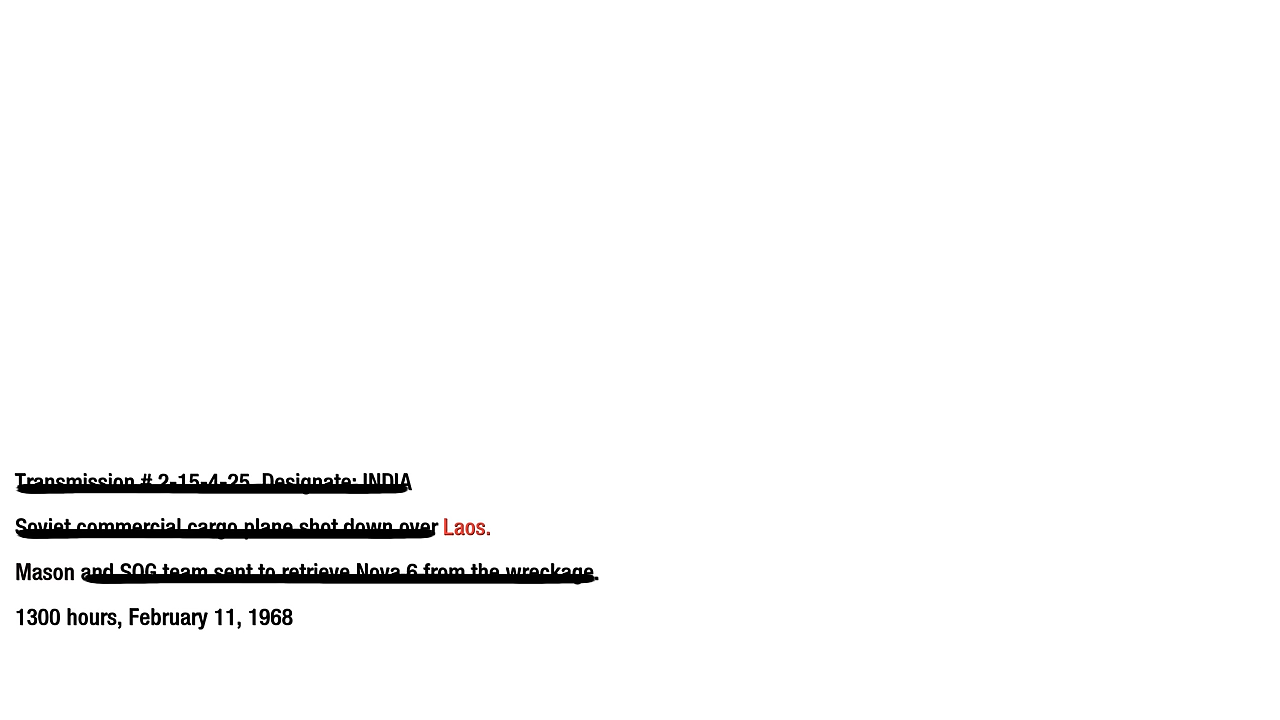 Transmission # 2-15-4-25, Designate: INDIA
Soviet commercial cargo plane shot down over Laos.
Mason and SOG team sent to retrieve Nova 6 from the wreckage.
1300 hours, February 11, 1968